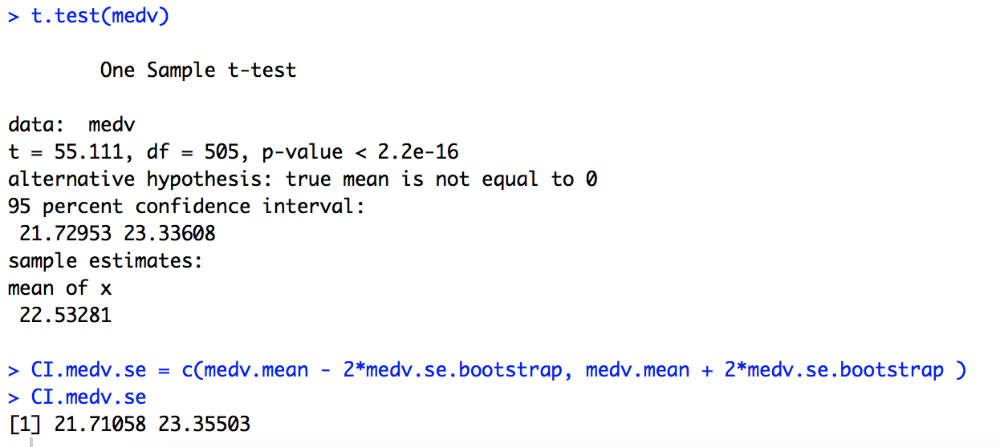 > t.test(medv)
One Sample t-test
data:  medv
t = 55.111, df = 505, p-value < 2.2e-16
alternative hypothesis: true mean is not equal to 0
95 percent confidence interval:
21.72953 23.33608
sample estimates:
mean of x
22.53281
> CI.medv.se = c(medv.mean - 2*medv.se.bootstrap, medv.mean + 2*medv.se.bootstrap )
> CI.medv.se
[1] 21.71058 23.35503